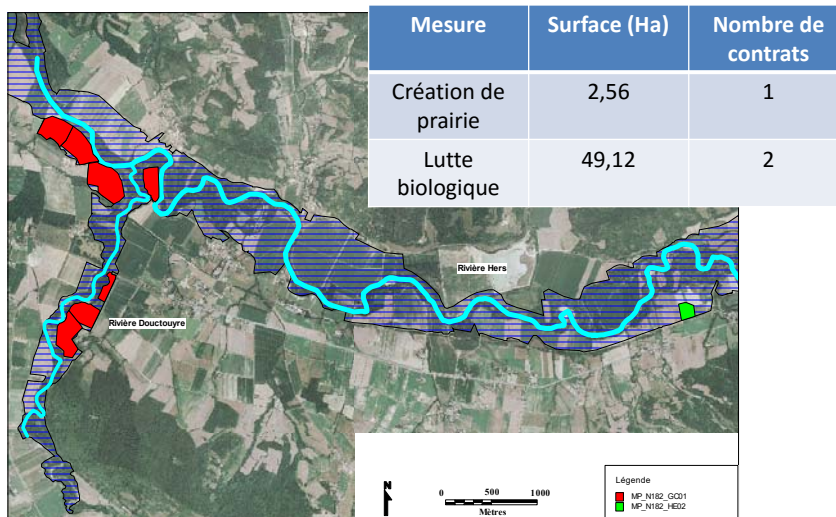 Mesure Surface (Ha) Nombre de
contrats
Création de
prairie 2,56 1
Lutte
biologique 49,12 2
Rivière Hers
Rivière Douctouyre
N
0 500 1000
Mètres
Légende
MP_N182_GC01
MP_N182_HE02